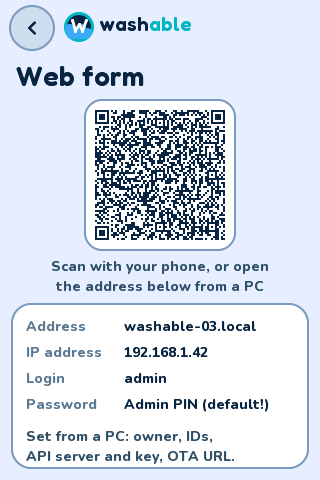 washable
Web form
Scan with your phone, or open
the address below from a PC
Address washable-03.local
IP address 192.168.1.42
Login admin
Password Admin PIN (default!)
Set from a PC: owner, IDs,
API server and key, OTA URL.